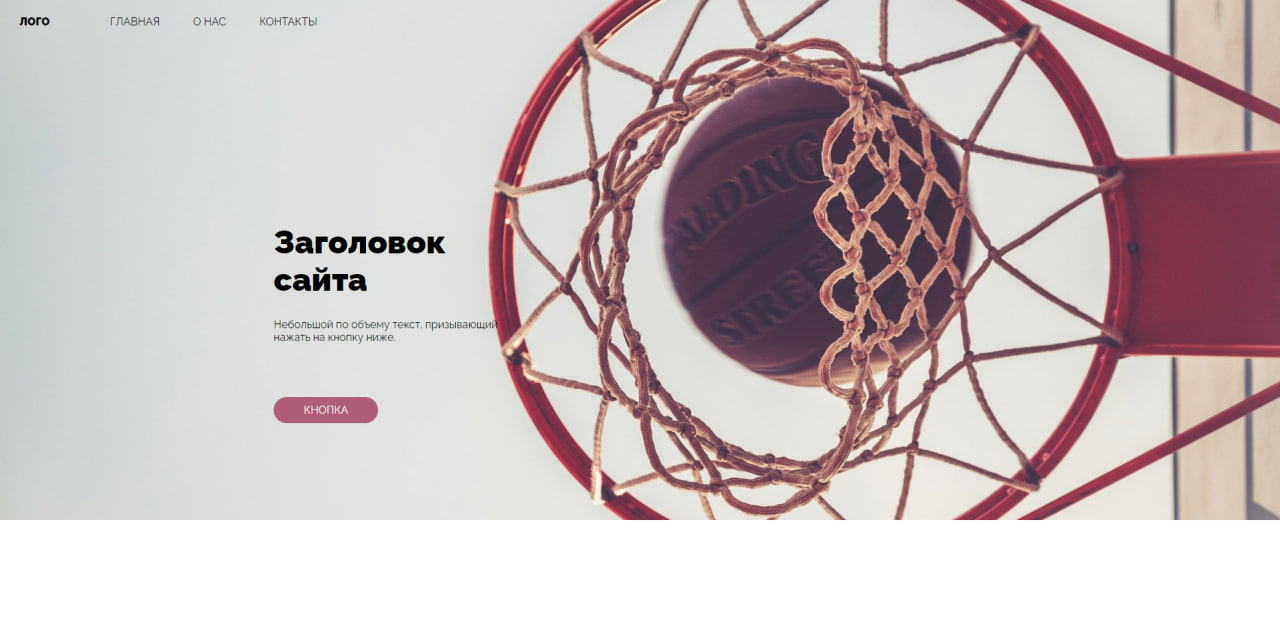 ЛОГО ГЛАВНАЯ О НАС КОНТАКТЫ
SPALDING
STREET
Заголовок
сайта
Небольшой по объему текст, призывающий
нажать на кнопку ниже.
КНОПКА